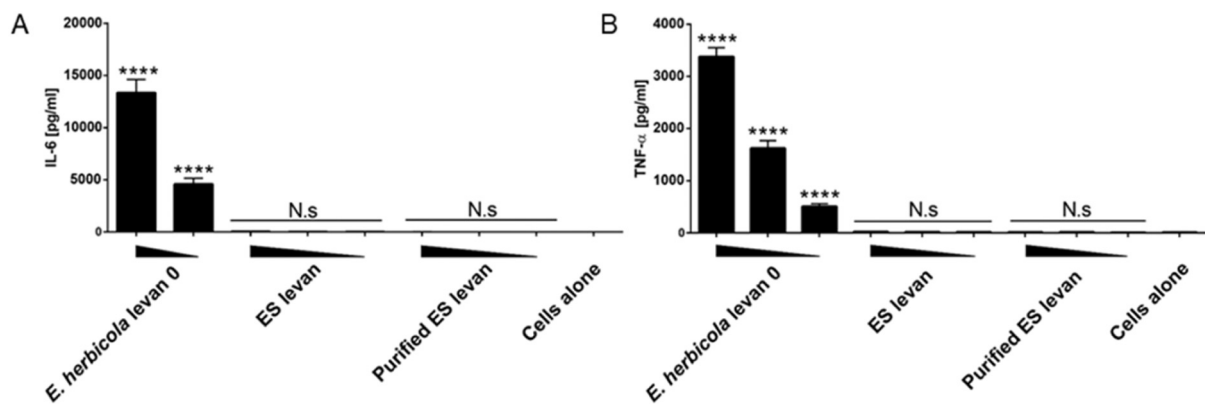 A
IL-6 [pg/ml]
20000
15000
10000
5000
0
****
****
N.s
N.s
E. herbicola levan 0
ES levan
Purified ES levan
Cells alone
B
TNF-α [pg/ml]
4000
3000
2000
1000
0
****
****
****
N.s
N.s
E. herbicola levan 0
ES levan
Purified ES levan
Cells alone